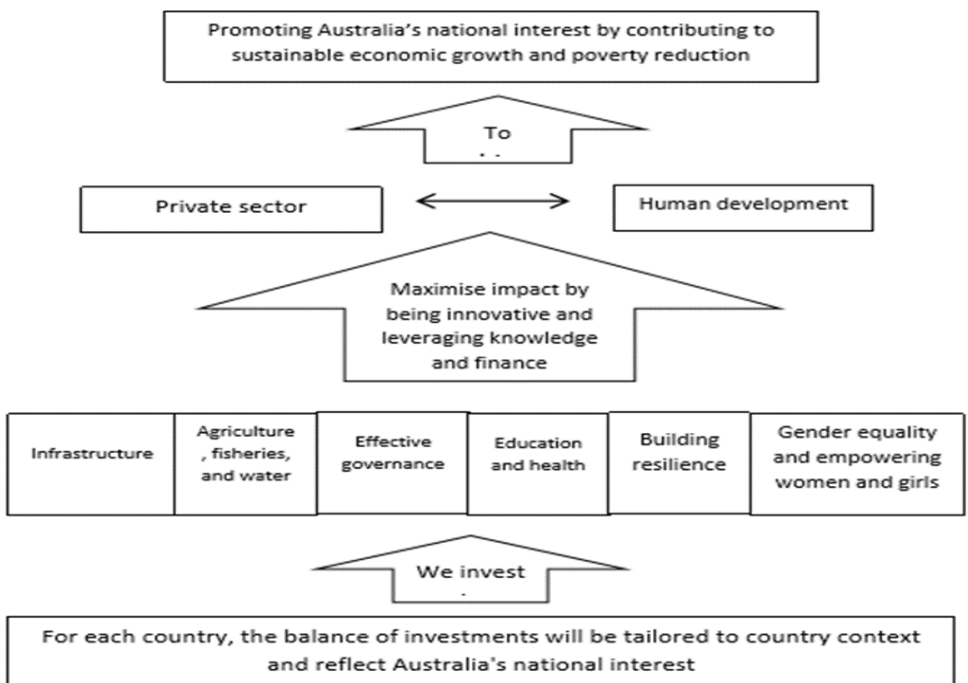 Promoting Australia's national interest by contributing to
sustainable economic growth and poverty reduction
To
Private sector
Human development
Maximise impact by
being innovative and
leveraging knowledge
and finance
Infrastructure
Agriculture
, fisheries,
and water
Effective
governance
Education
and health
Building
resilience
Gender equality
and empowering
women and girls
We invest
For each country, the balance of investments will be tailored to country context
and reflect Australia's national interest